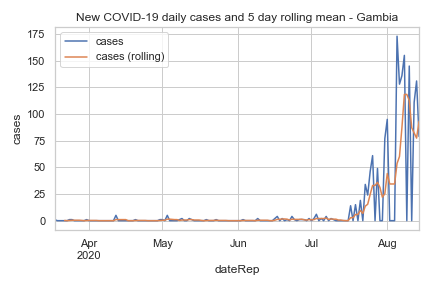 New COVID-19 daily cases and 5 day rolling mean - Gambia
cases
cases (rolling)
175
150
125
100
75
50
25
0
cases
Apr
2020
May
Jun
Jul
Aug
dateRep